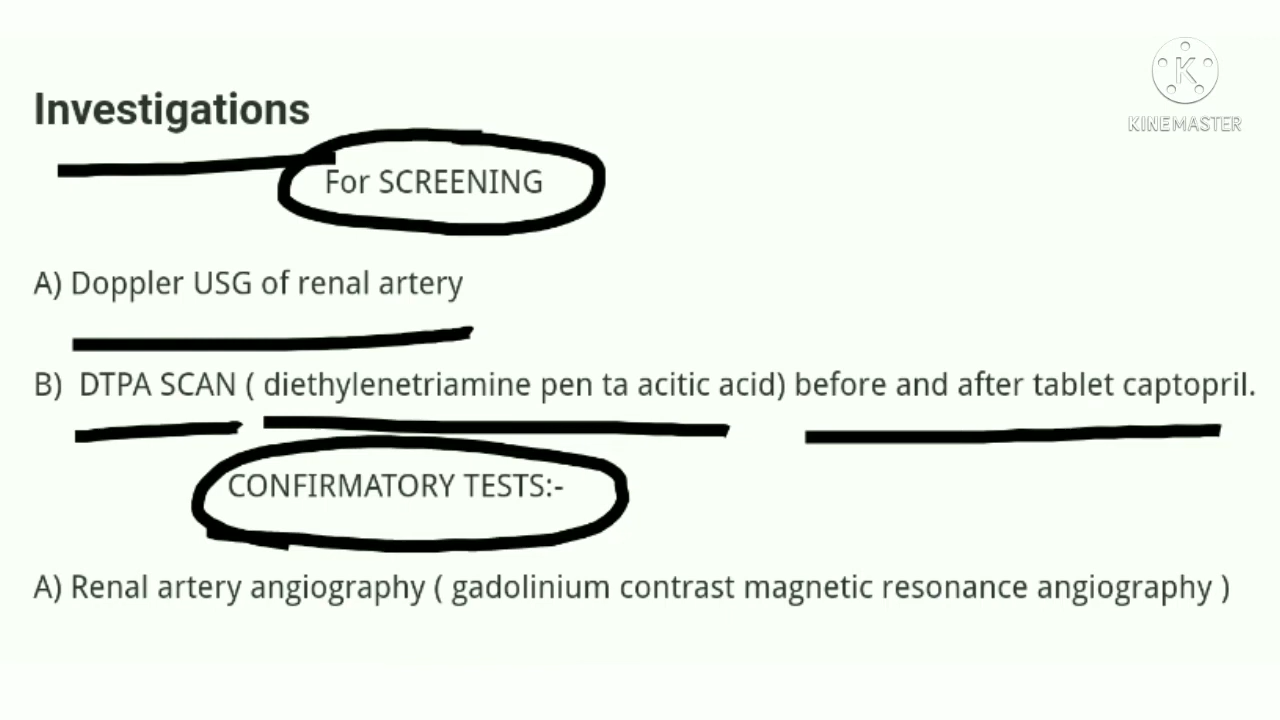 Investigations
K
KINEMASTER
For SCREENING
A) Doppler USG of renal artery
B) DTPA SCAN ( diethylenetriamine pen ta acitic acid) before and after tablet captopril.
CONFIRMATORY TESTS:-
A) Renal artery angiography ( gadolinium contrast magnetic resonance angiography )